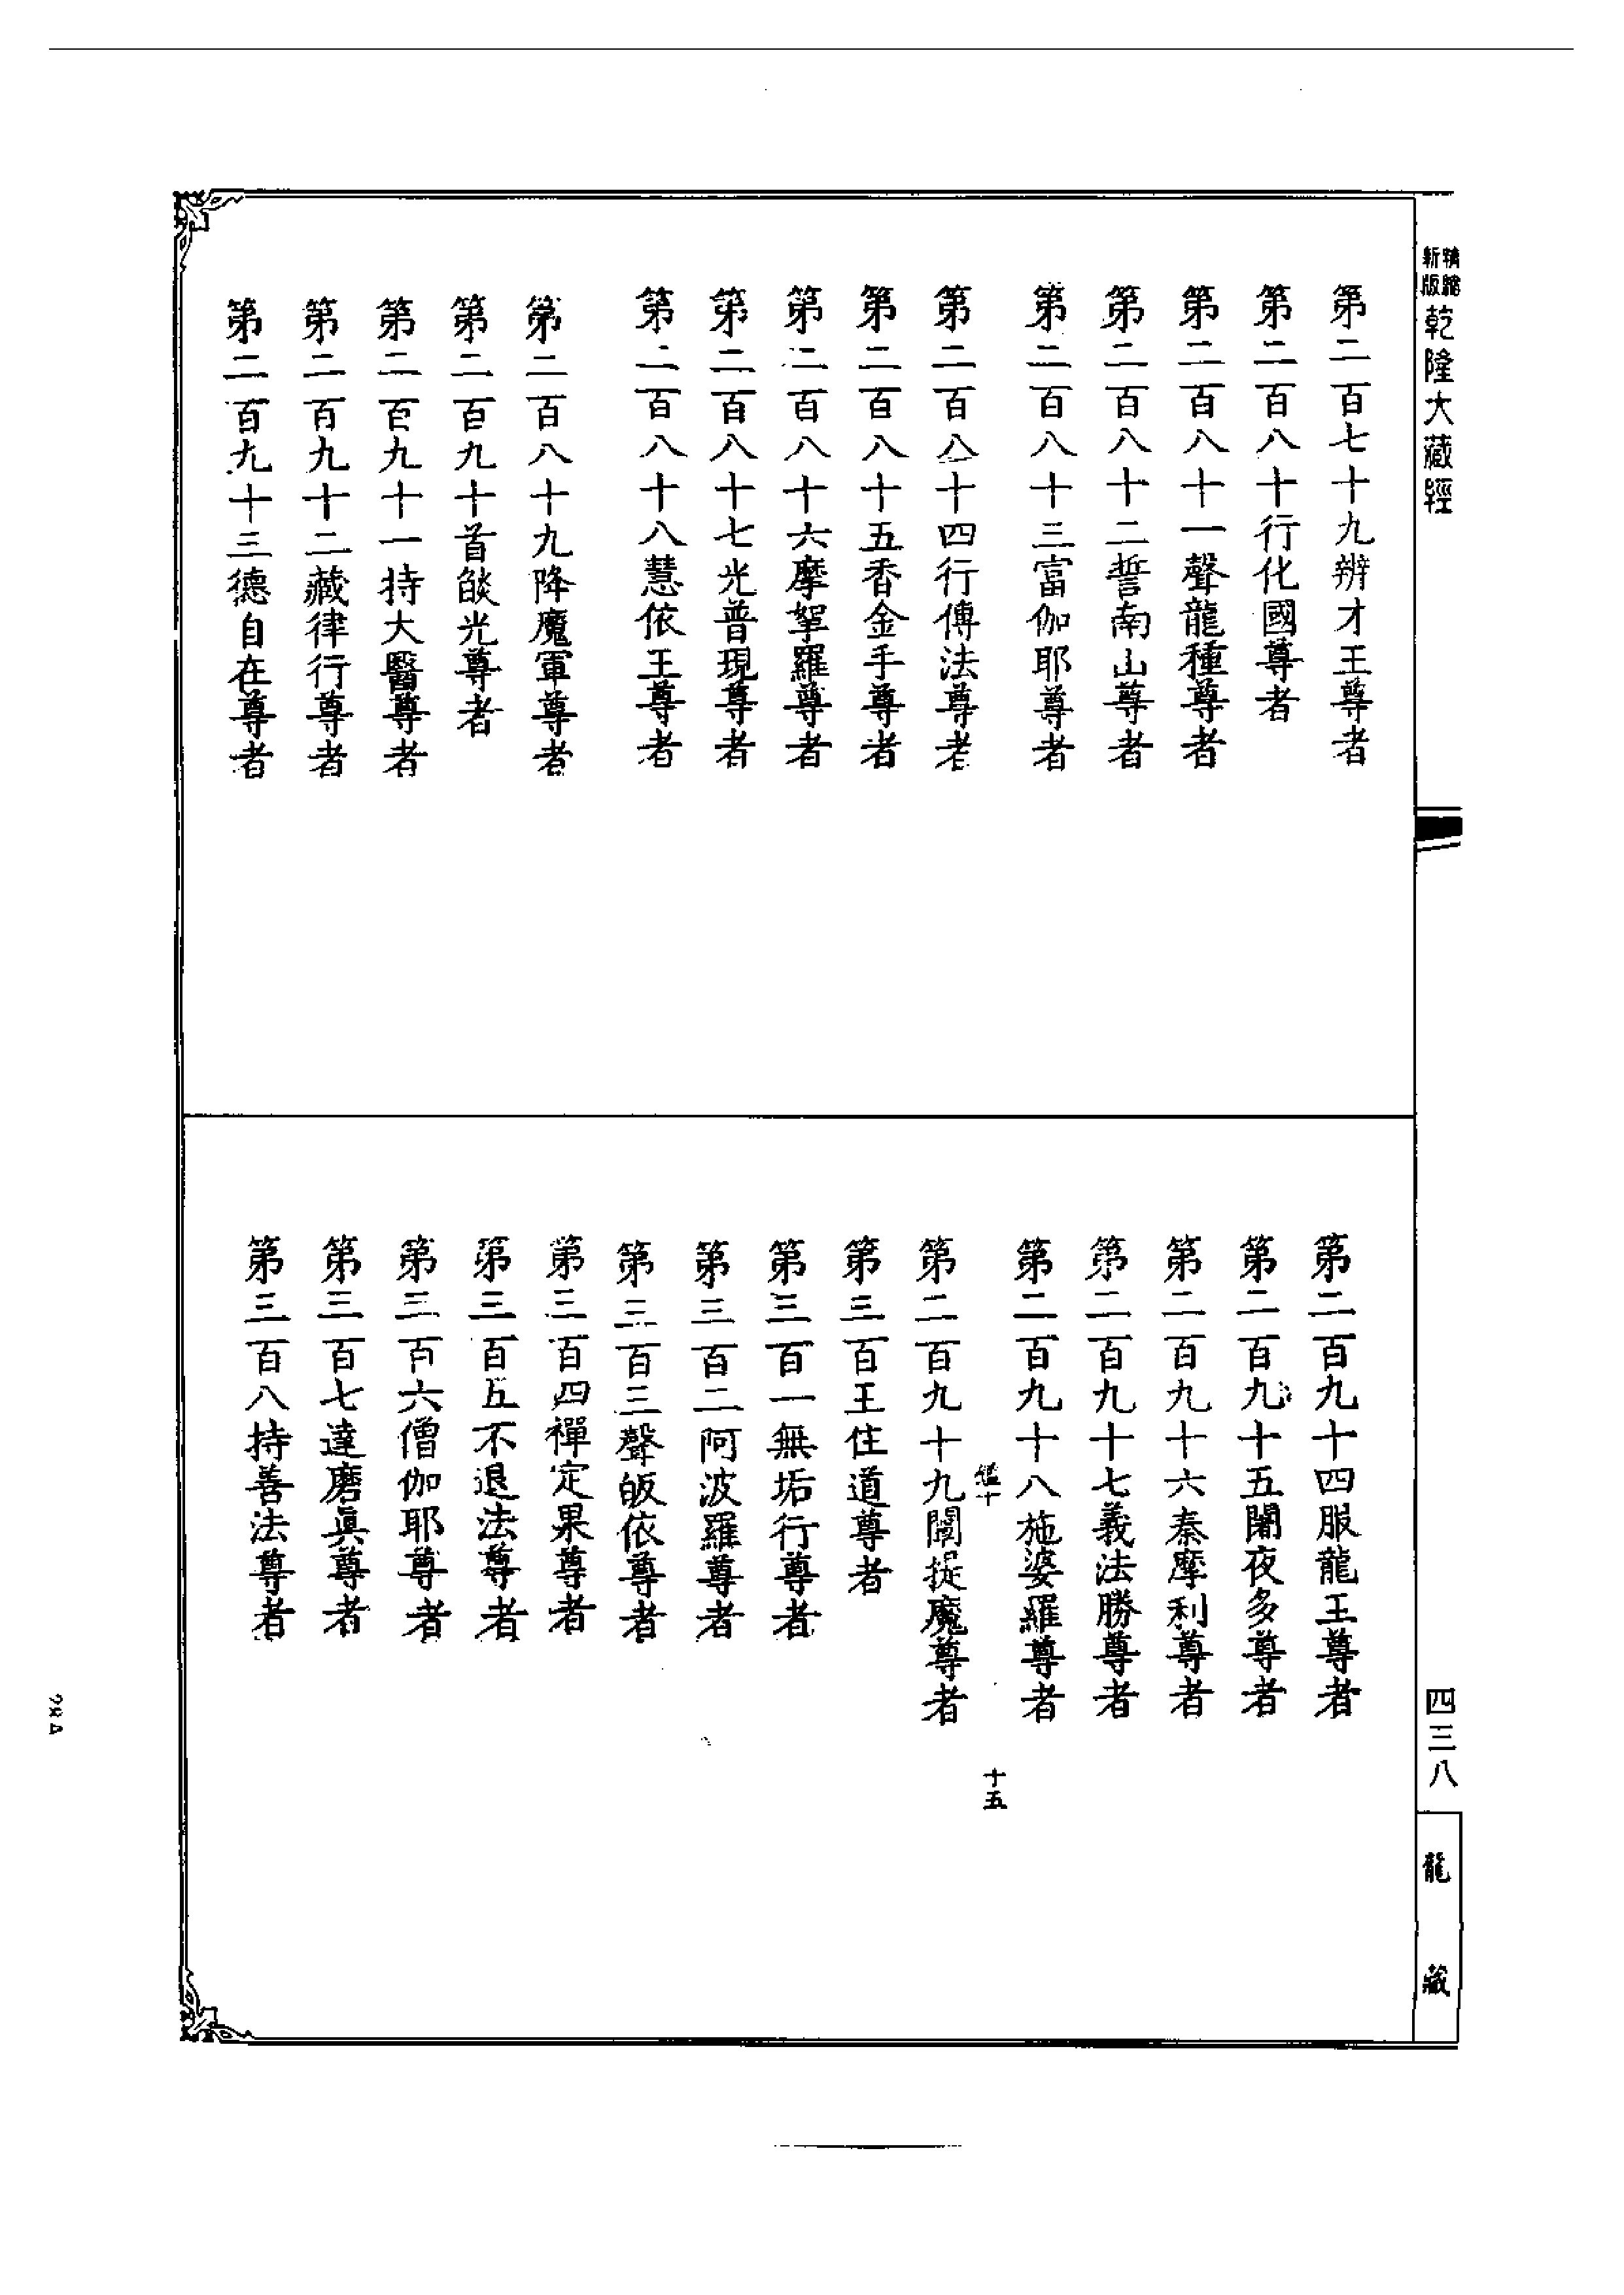 精縮新版乾隆大藏經
第二百七十九辨才王尊者
第二百八十行化國尊者
第二百八十一聲龍種尊者
第二百八十二誓南山尊者
第二百八十三富伽耶尊者
第二百八十四行傳法尊者
第二百八十五香金手尊者
第二百八十六摩拏羅尊者
第二百八十七光普現尊者
第二百八十八慧依王尊者
第二百八十九降魔軍尊者
第二百九十首燄光尊者
第二百九十一持大醫尊者
第二百九十二藏律行尊者
第二百九十三德自在尊者
第二百九十四服龍王尊者
第二百九十五闍夜多尊者
第二百九十六秦摩利尊者
第二百九十七義法勝尊者
第二百九十八施婆羅尊者
十五
第二百九十九闡提魔尊者
第三百王住道尊者
第三百一無垢行尊者
第三百二阿波羅尊者
第三百三聲皈依尊者
第三百四禪定果尊者
第三百五不退法尊者
第三百六僧伽耶尊者
第三百七達磨眞尊者
第三百八持善法尊者
四三八
龍藏